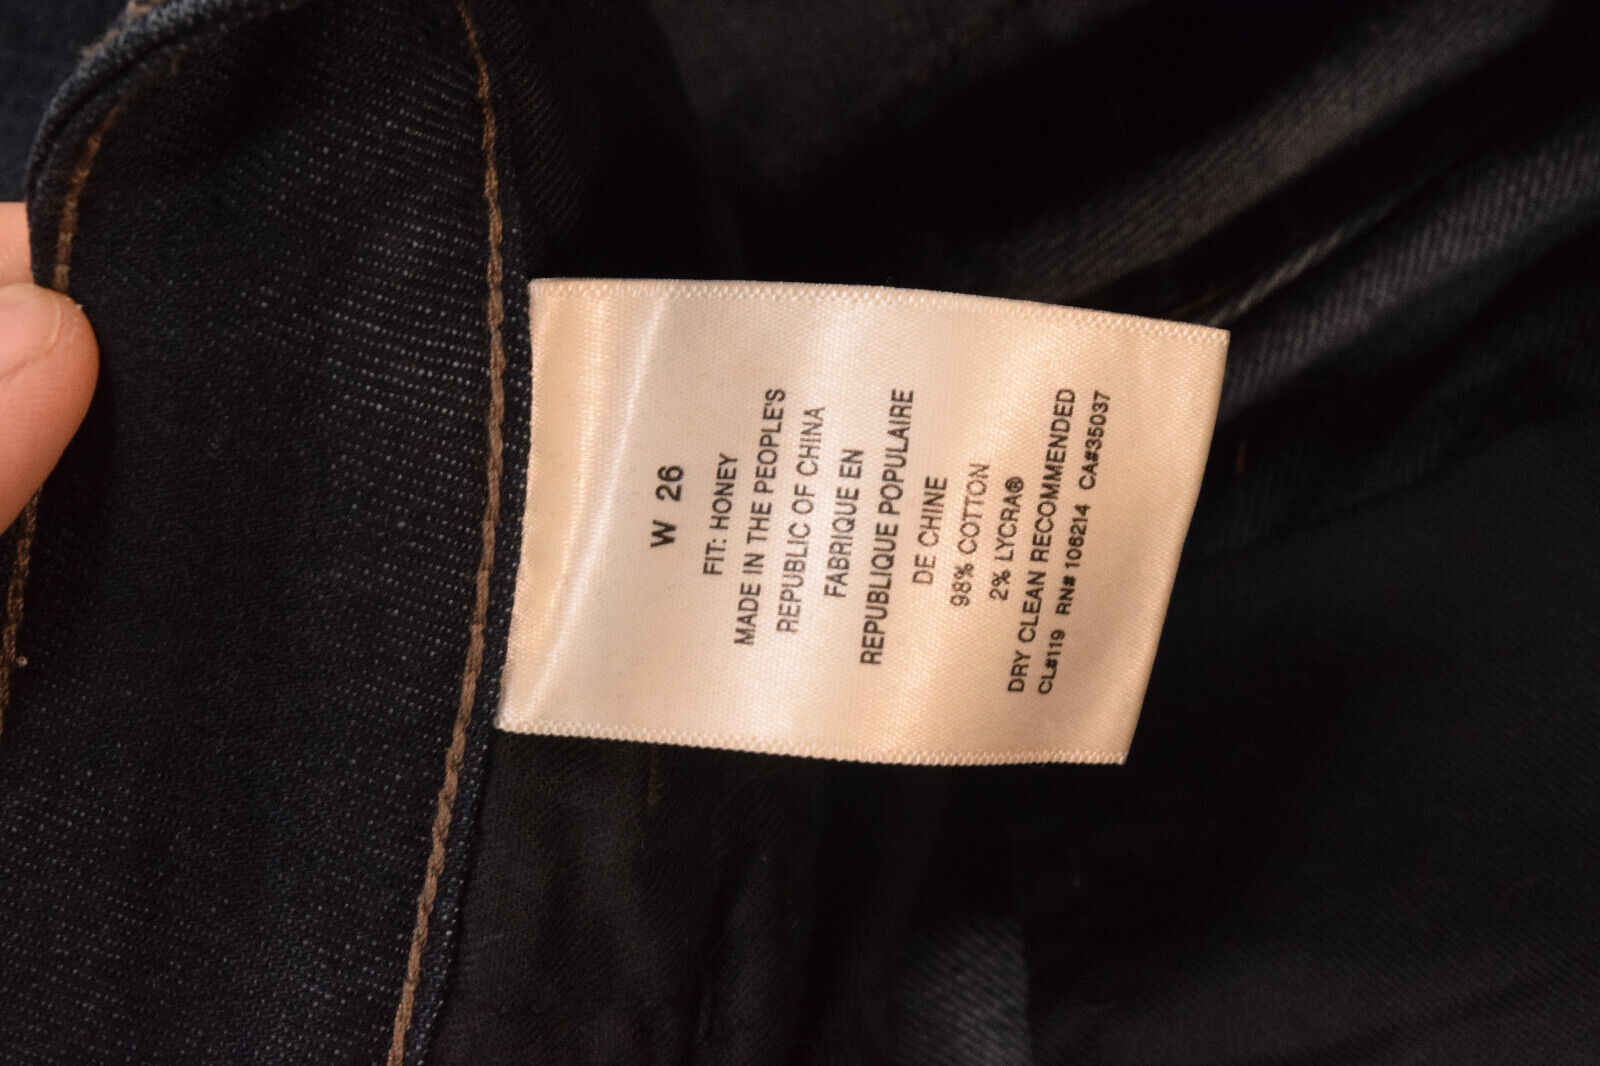 W 26
FIT: HONEY
MADE IN THE PEOPLE'S
REPUBLIC OF CHINA
FABRIQUE EN
REPUBLIQUE POPULAIRE
DE CHINE
98% COTTON
2% LYCRA®
DRY CLEAN RECOMMENDED
CL#119 RN# 106214 CA#35037